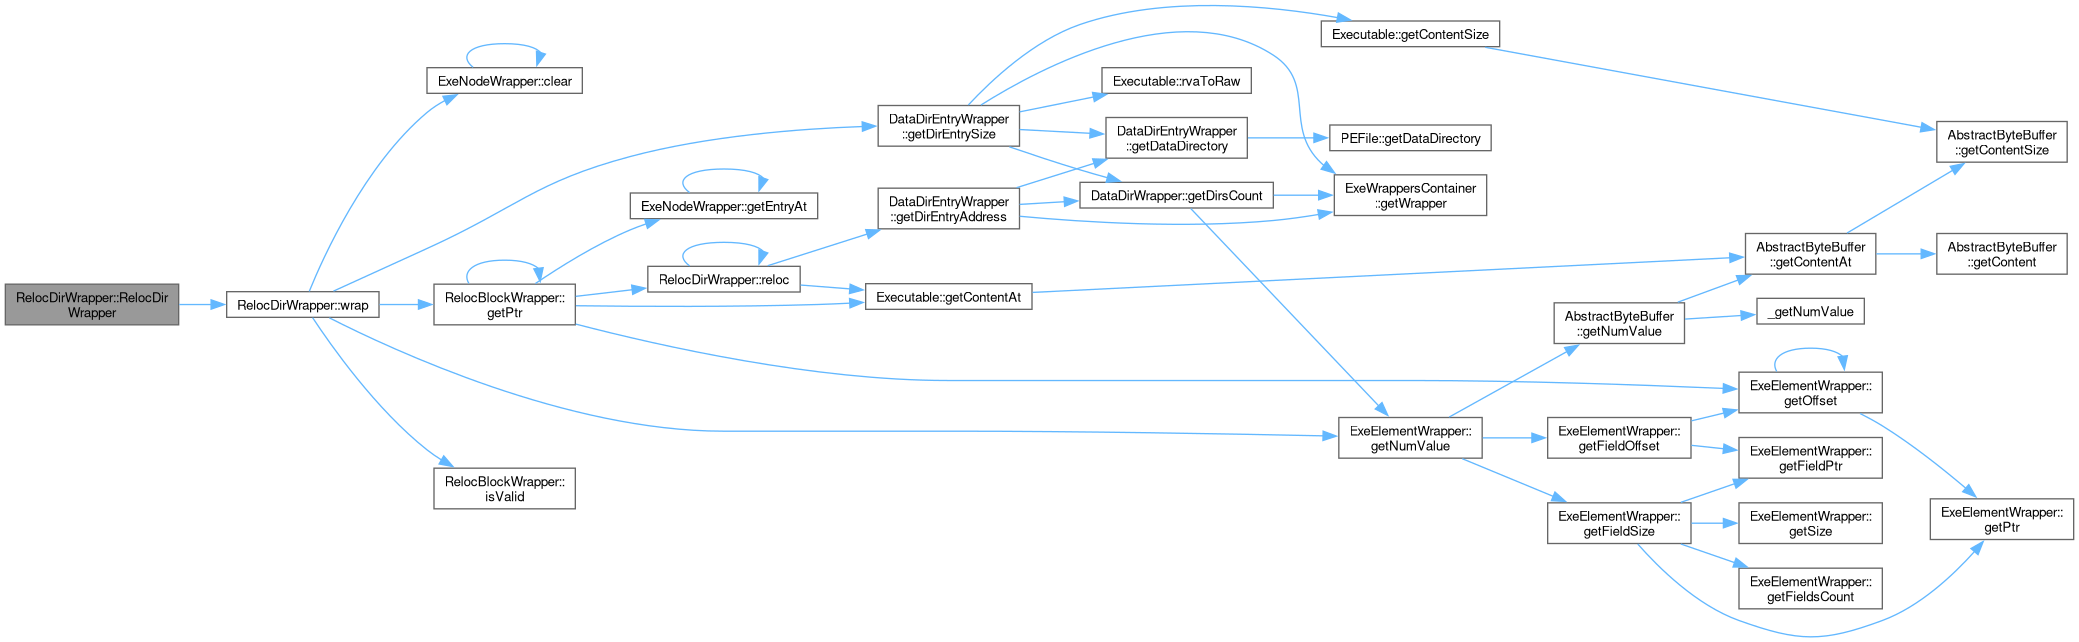 RelocDirWrapper::RelocDir
Wrapper
RelocDirWrapper::wrap
ExeNodeWrapper::clear
RelocBlockWrapper::
getPtr
RelocBlockWrapper::
isValid
ExeNodeWrapper::getEntryAt
RelocDirWrapper::reloc
DataDirEntryWrapper
::getDirEntrySize
DataDirEntryWrapper
::getDirEntryAddress
Executable::getContentAt
Executable::rvaToRaw
DataDirEntryWrapper
::getDataDirectory
DataDirWrapper::getDirsCount
Executable::getContentSize
PEFile::getDataDirectory
ExeWrappersContainer
::getWrapper
ExeElementWrapper::
getNumValue
AbstractByteBuffer
::getNumValue
ExeElementWrapper::
getFieldOffset
ExeElementWrapper::
getFieldSize
AbstractByteBuffer
::getContentAt
_getNumValue
ExeElementWrapper::
getOffset
ExeElementWrapper::
getFieldPtr
ExeElementWrapper::
getSize
ExeElementWrapper::
getFieldsCount
AbstractByteBuffer
::getContentSize
AbstractByteBuffer
::getContent
ExeElementWrapper::
getPtr